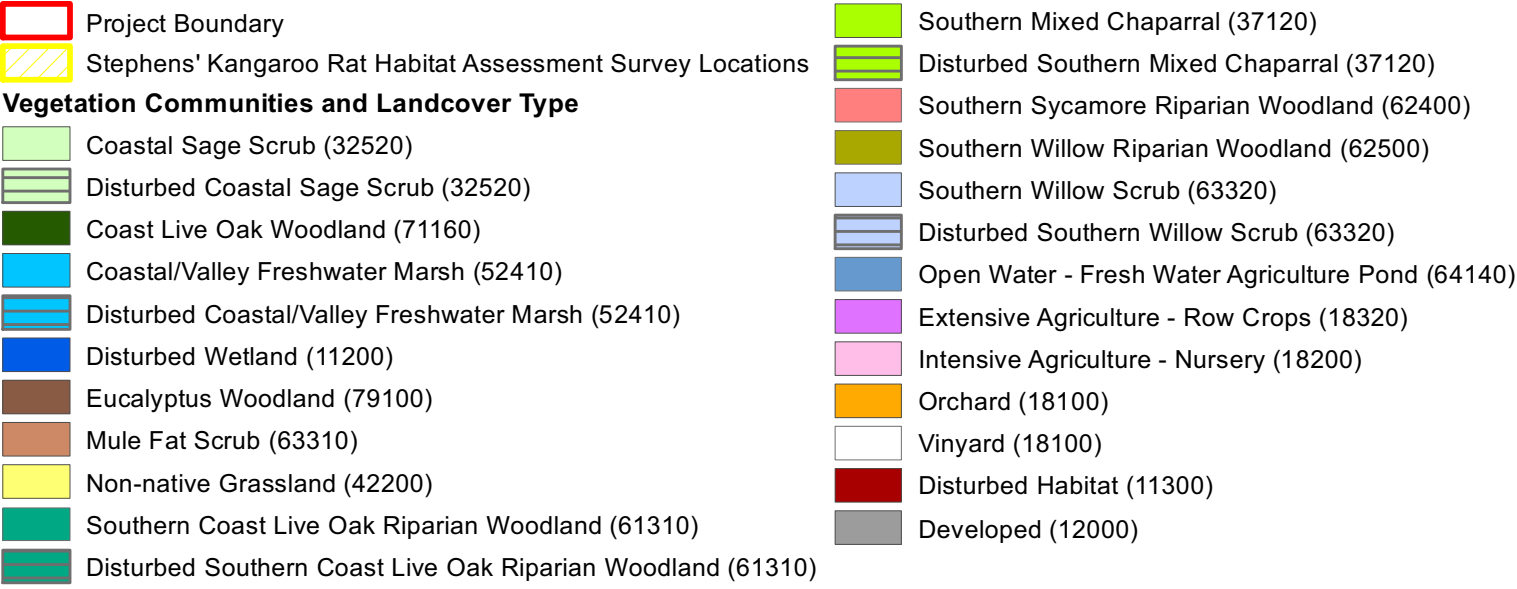 Project Boundary
Stephens' Kangaroo Rat Habitat Assessment Survey Locations
Vegetation Communities and Landcover Type
Coastal Sage Scrub (32520)
Disturbed Coastal Sage Scrub (32520)
Coast Live Oak Woodland (71160)
Coastal/Valley Freshwater Marsh (52410)
Disturbed Coastal/Valley Freshwater Marsh (52410)
Disturbed Wetland (11200)
Eucalyptus Woodland (79100)
Mule Fat Scrub (63310)
Non-native Grassland (42200)
Southern Coast Live Oak Riparian Woodland (61310)
Disturbed Southern Coast Live Oak Riparian Woodland (61310)
Southern Mixed Chaparral (37120)
Disturbed Southern Mixed Chaparral (37120)
Southern Sycamore Riparian Woodland (62400)
Southern Willow Riparian Woodland (62500)
Southern Willow Scrub (63320)
Disturbed Southern Willow Scrub (63320)
Open Water - Fresh Water Agriculture Pond (64140)
Extensive Agriculture - Row Crops (18320)
Intensive Agriculture - Nursery (18200)
Orchard (18100)
Vinyard (18100)
Disturbed Habitat (11300)
Developed (12000)